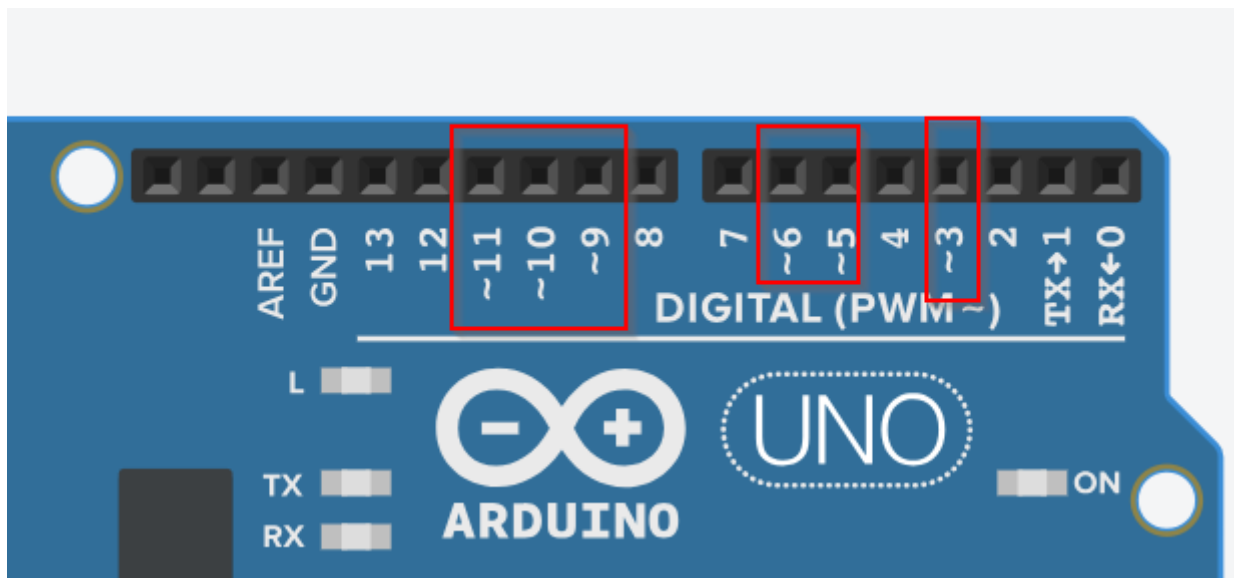 AREF GND 13 12 ~11 ~10 ~9 8 7 ~6 ~5 4 ~3 2 TX→1 RX←0
DIGITAL (PWM~)
L
UNO
TX
ON
RX
ARDUINO